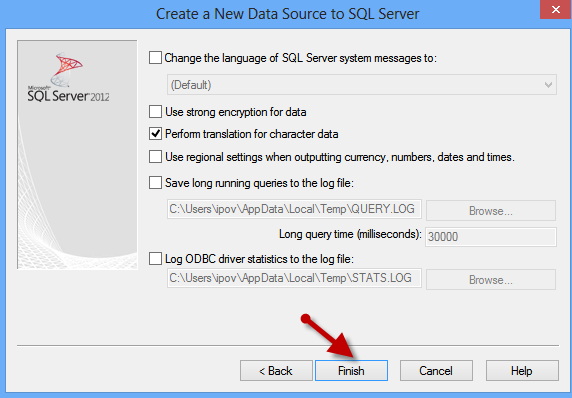 Create a New Data Source to SQL Server
Microsoft
SQL Server 2012
Change the language of SQL Server system messages to:
(Default)
Use strong encryption for data
Perform translation for character data
Use regional settings when outputting currency, numbers, dates and times.
Save long running queries to the log file:
C:\Users\ipov\AppData\Local\Temp\QUERY.LOG
Browse...
Long query time (milliseconds):
30000
Log ODBC driver statistics to the log file:
C:\Users\ipov\AppData\Local\Temp\STATS.LOG
Browse...
< Back
Finish
Cancel
Help